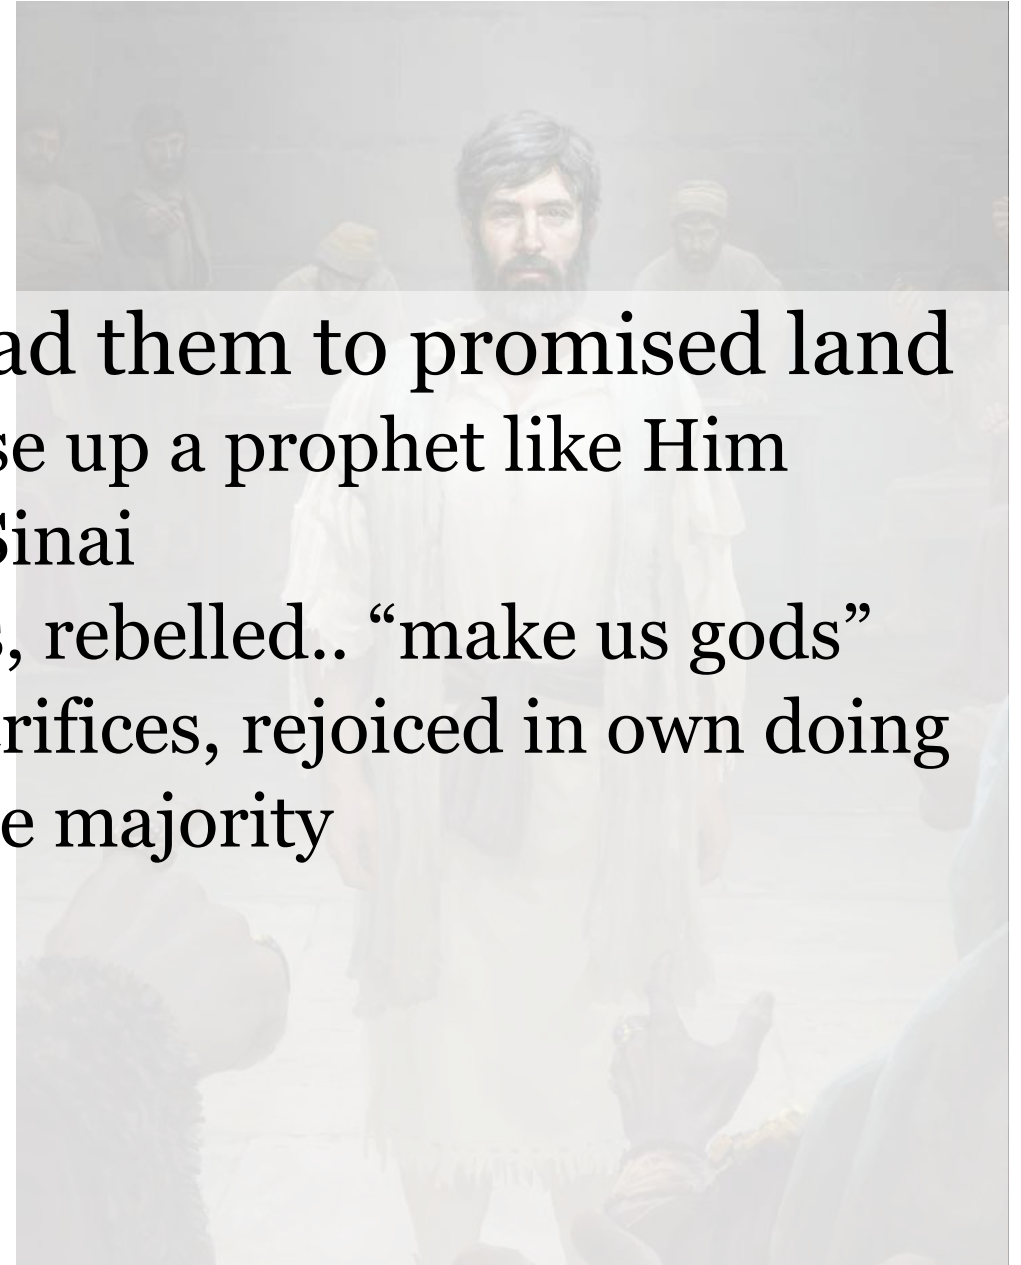 ad them to promised land
se up a prophet like Him
Sinai
, rebelled.. “make us gods”
rifices, rejoiced in own doing
e majority